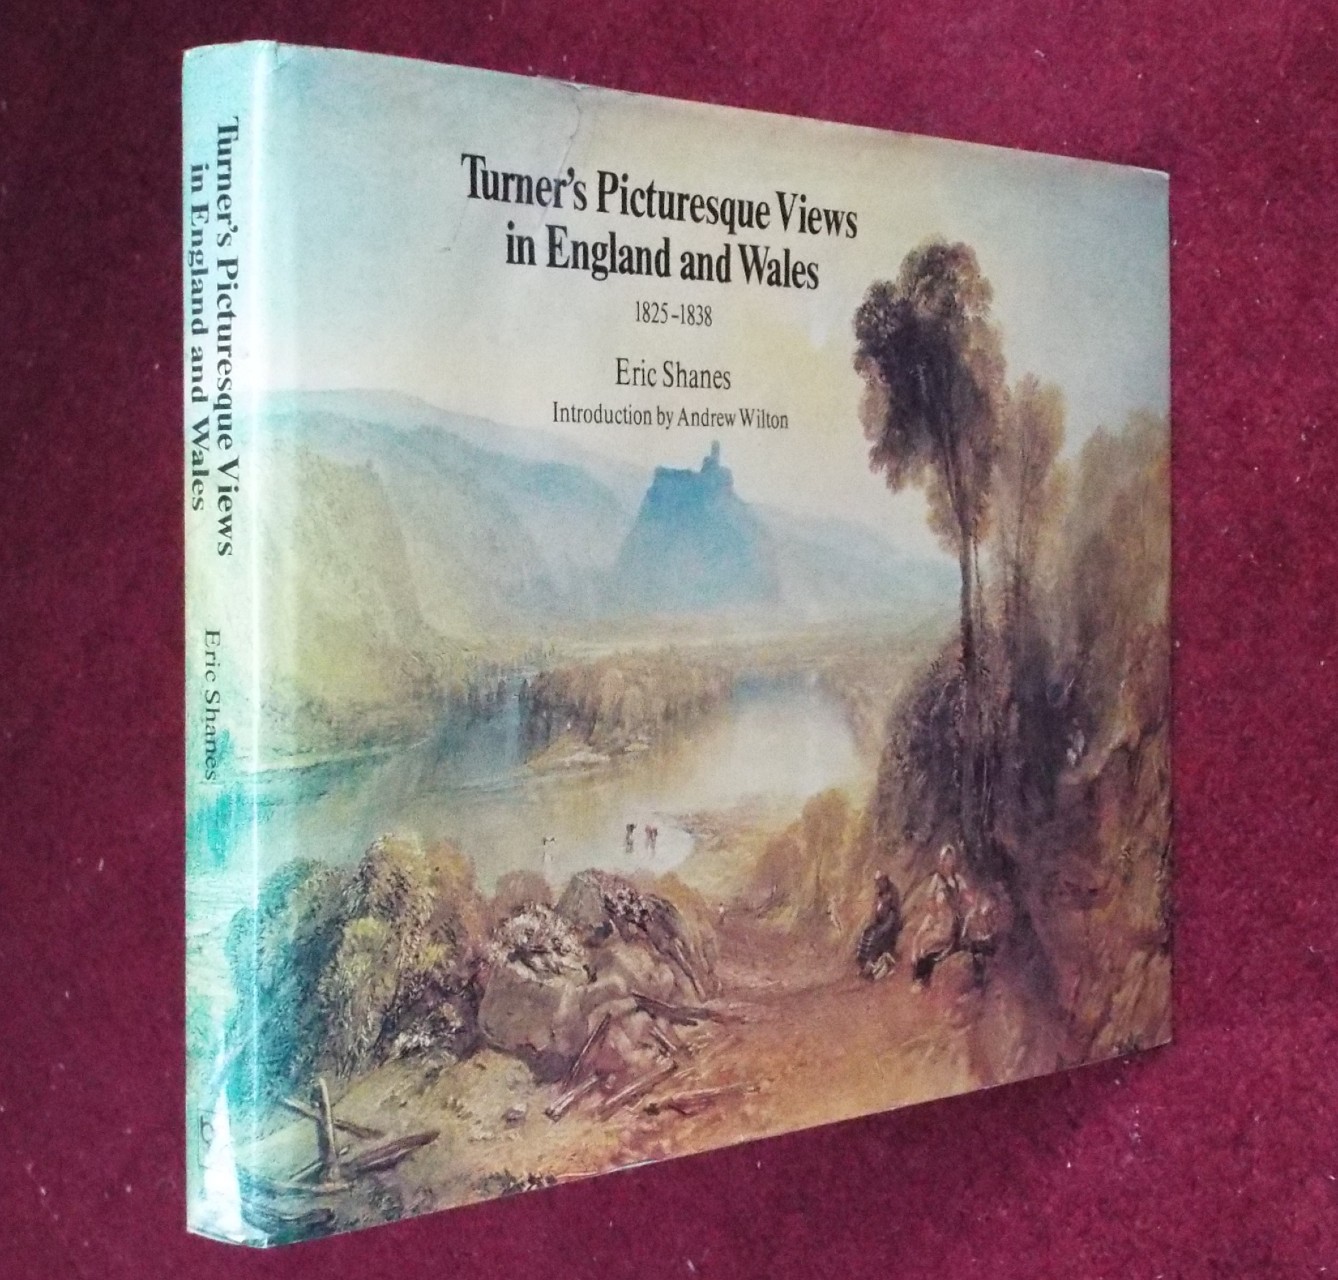 Turner's Picturesque Views
in England and Wales
1825-1838
Eric Shanes
Introduction by Andrew Wilton
Turner's Picturesque Views
in England and Wales
Eric Shanes